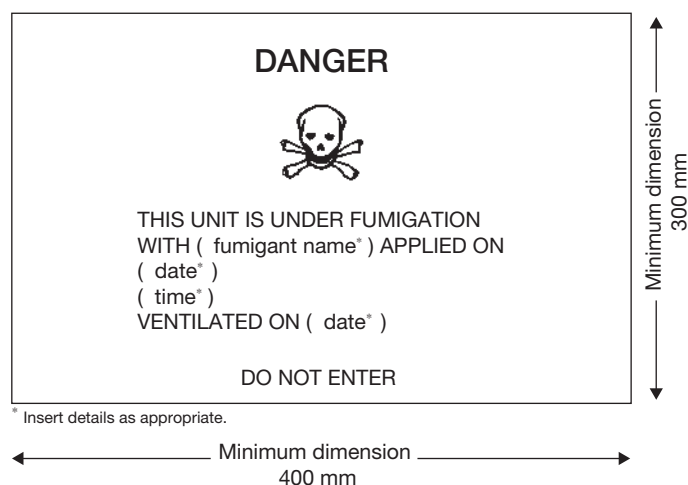 DANGER
THIS UNIT IS UNDER FUMIGATION
WITH ( fumigant name* ) APPLIED ON
( date* )
( time* )
VENTILATED ON ( date* )
DO NOT ENTER
* Insert details as appropriate.
Minimum dimension
400 mm
Minimum dimension
300 mm